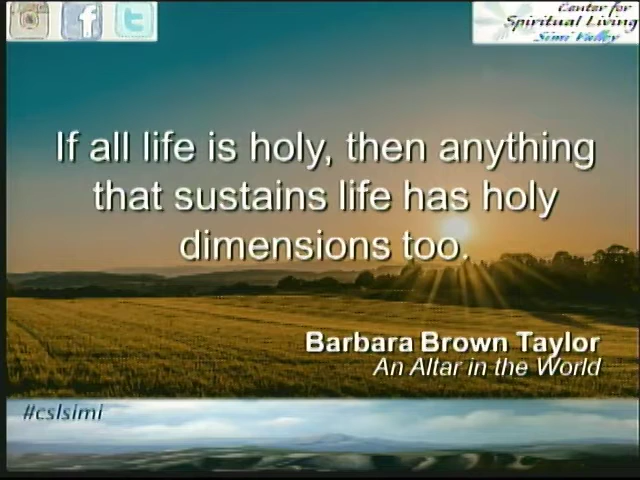 Center for
Spiritual Living
Simi Valley
If all life is holy, then anything
that sustains life has holy
dimensions too.
Barbara Brown Taylor
An Altar in the World
#cslsimi